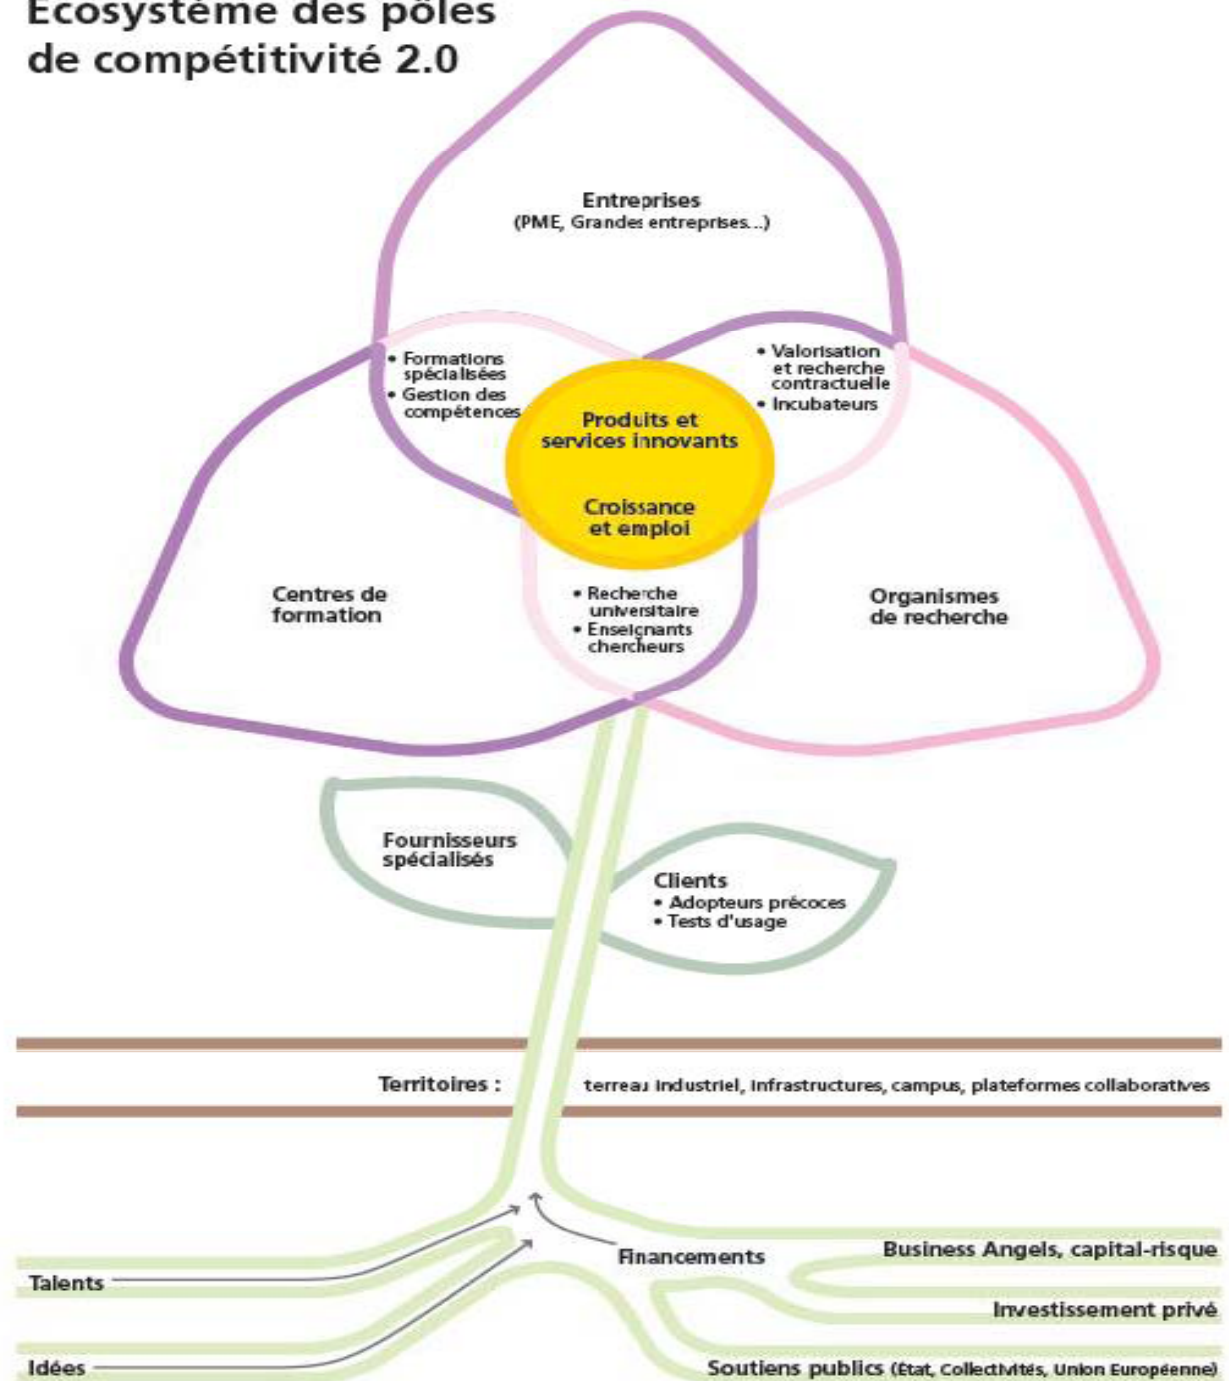 Ecosystème des pôles
de compétitivité 2.0
Entreprises
(PME, Grandes entreprises...)
• Formations
spécialisées
• Gestion des
compétences
• Valorisation
et recherche
contractuelle
• Incubateurs
Produits et
services innovants
Croissance
et emploi
Centres de
formation
• Recherche
universitaire
• Enseignants
chercheurs
Organismes
de recherche
Fournisseurs
spécialisés
Clients
• Adopteurs précoces
• Tests d'usage
Territoires :
terreau industriel, infrastructures, campus, plateformes collaboratives
Financements
Business Angels, capital-risque
Talents
Investissement privé
Idées
Soutiens publics (État, Collectivités, Union Européenne)